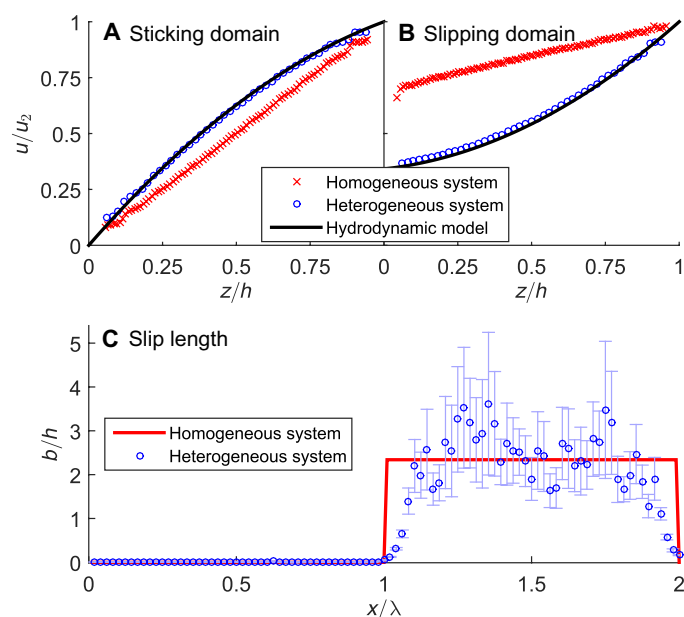 A Sticking domain
B Slipping domain
1
0.75
0.5
0.25
0
u/u₂
Homogeneous system
Heterogeneous system
Hydrodynamic model
0 0.25 0.5 0.75 0 0.25 0.5 0.75 1
z/h z/h
C Slip length
5
4
3
2
1
0
b/h
Homogeneous system
Heterogeneous system
0 0.5 1 1.5 2
x/λ